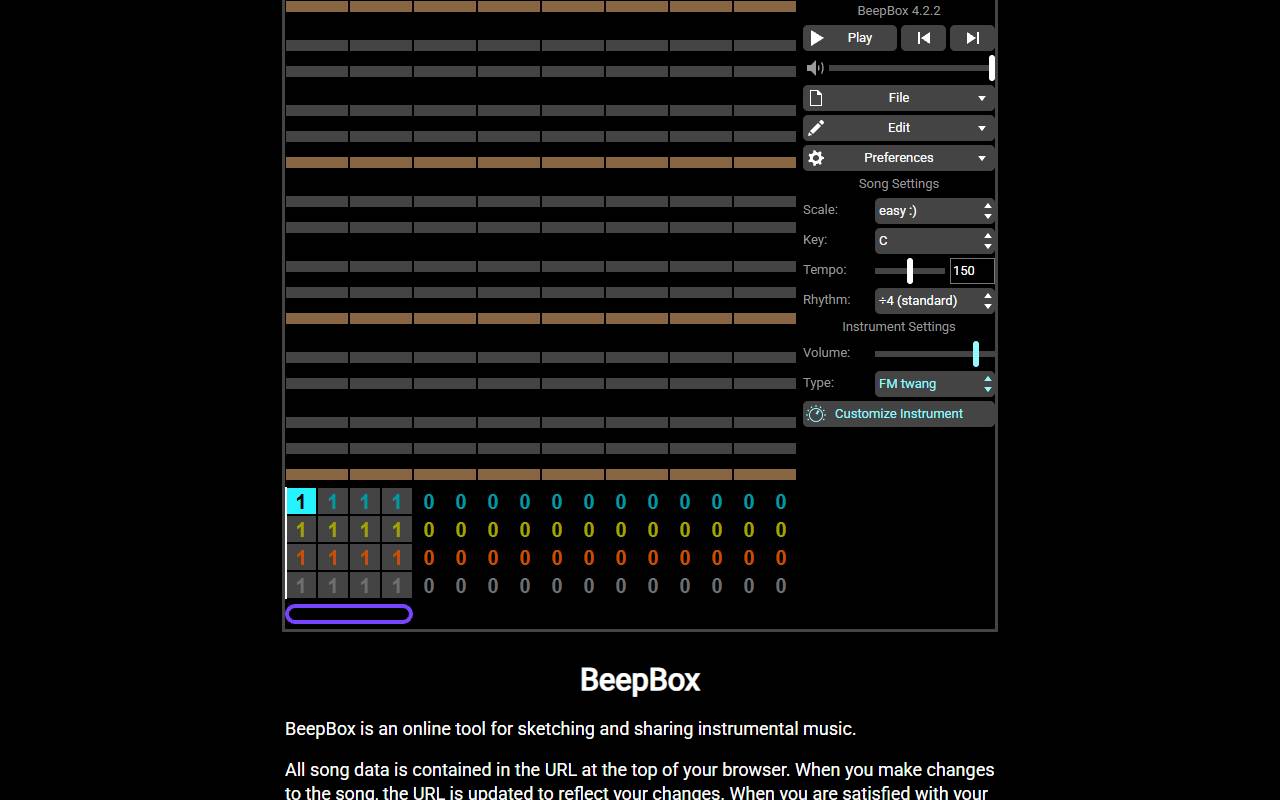 BeepBox 4.2.2
Play
File
Edit
Preferences
Song Settings
Scale: easy :)
Key: C
Tempo: 150
Rhythm: ÷4 (standard)
Instrument Settings
Volume:
Type: FM twang
Customize Instrument
1 1 1 1 0 0 0 0 0 0 0 0 0 0 0 0
1 1 1 1 0 0 0 0 0 0 0 0 0 0 0 0
1 1 1 1 0 0 0 0 0 0 0 0 0 0 0 0
1 1 1 1 0 0 0 0 0 0 0 0 0 0 0 0
BeepBox
BeepBox is an online tool for sketching and sharing instrumental music.
All song data is contained in the URL at the top of your browser. When you make changes
to the song, the URL is updated to reflect your changes. When you are satisfied with your